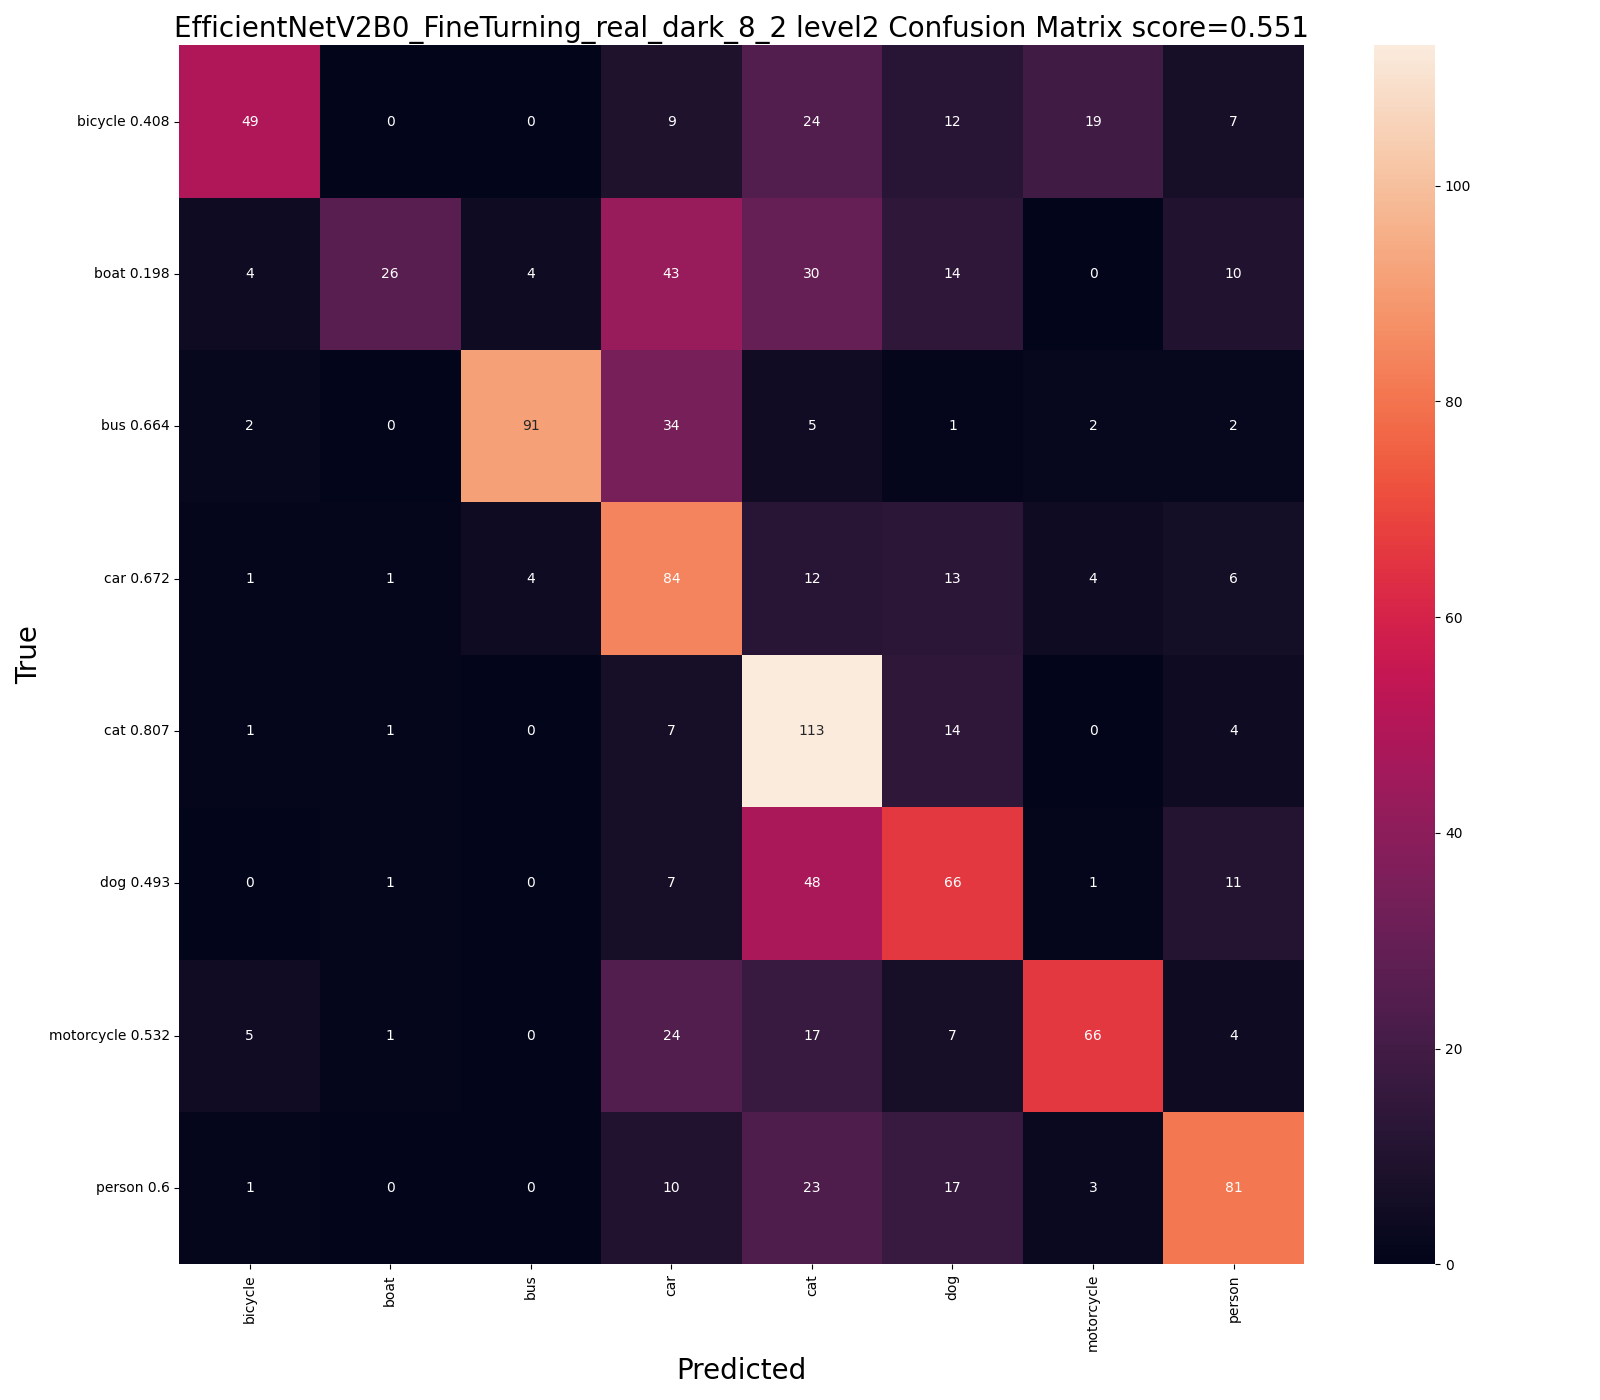 EfficientNetV2B0_FineTurning_real_dark_8_2 level2 Confusion Matrix score=0.551
bicycle 0.408 49 0 0 9 24 12 19 7
boat 0.198 4 26 4 43 30 14 0 10
bus 0.664 2 0 91 34 5 1 2 2
car 0.672 1 1 4 84 12 13 4 6
cat 0.807 1 1 0 7 113 14 0 4
dog 0.493 0 1 0 7 48 66 1 11
motorcycle 0.532 5 1 0 24 17 7 66 4
person 0.6 1 0 0 10 23 17 3 81
bicycle boat bus car cat dog motorcycle person
Predicted
True
100
80
60
40
20
0